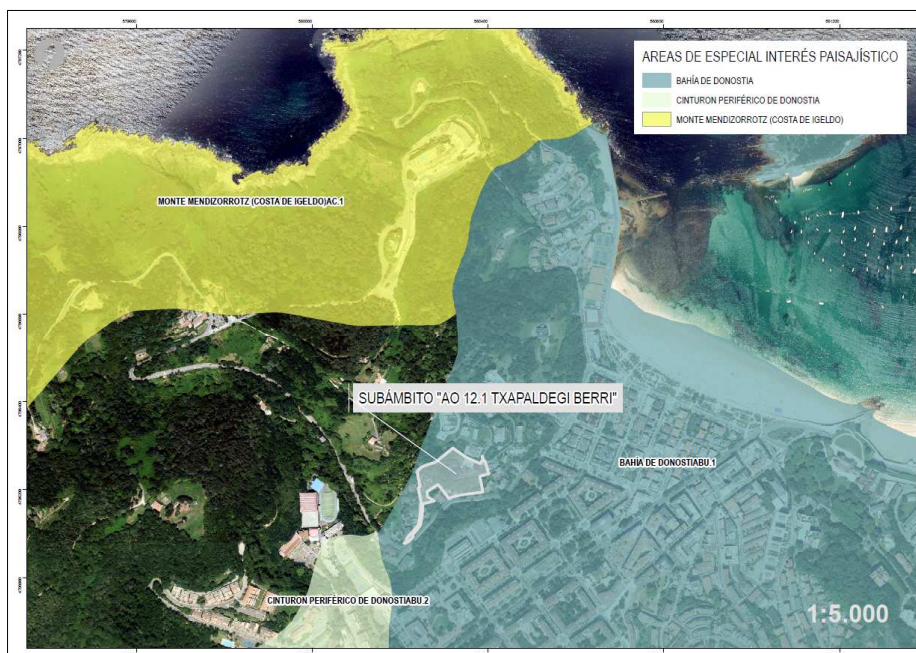 AREAS DE ESPECIAL INTERÉS PAISAJÍSTICO
BAHÍA DE DONOSTIA
CINTURON PERIFÉRICO DE DONOSTIA
MONTE MENDIZORROTZ (COSTA DE IGELDO)
MONTE MENDIZORROTZ (COSTA DE IGELDO)AC.1
SUBÁMBITO "AO 12.1 TXAPALDEGI BERRI"
BAHÍA DE DONOSTIABU.1
CINTURON PERIFÉRICO DE DONOSTIABU.2
1:5.000